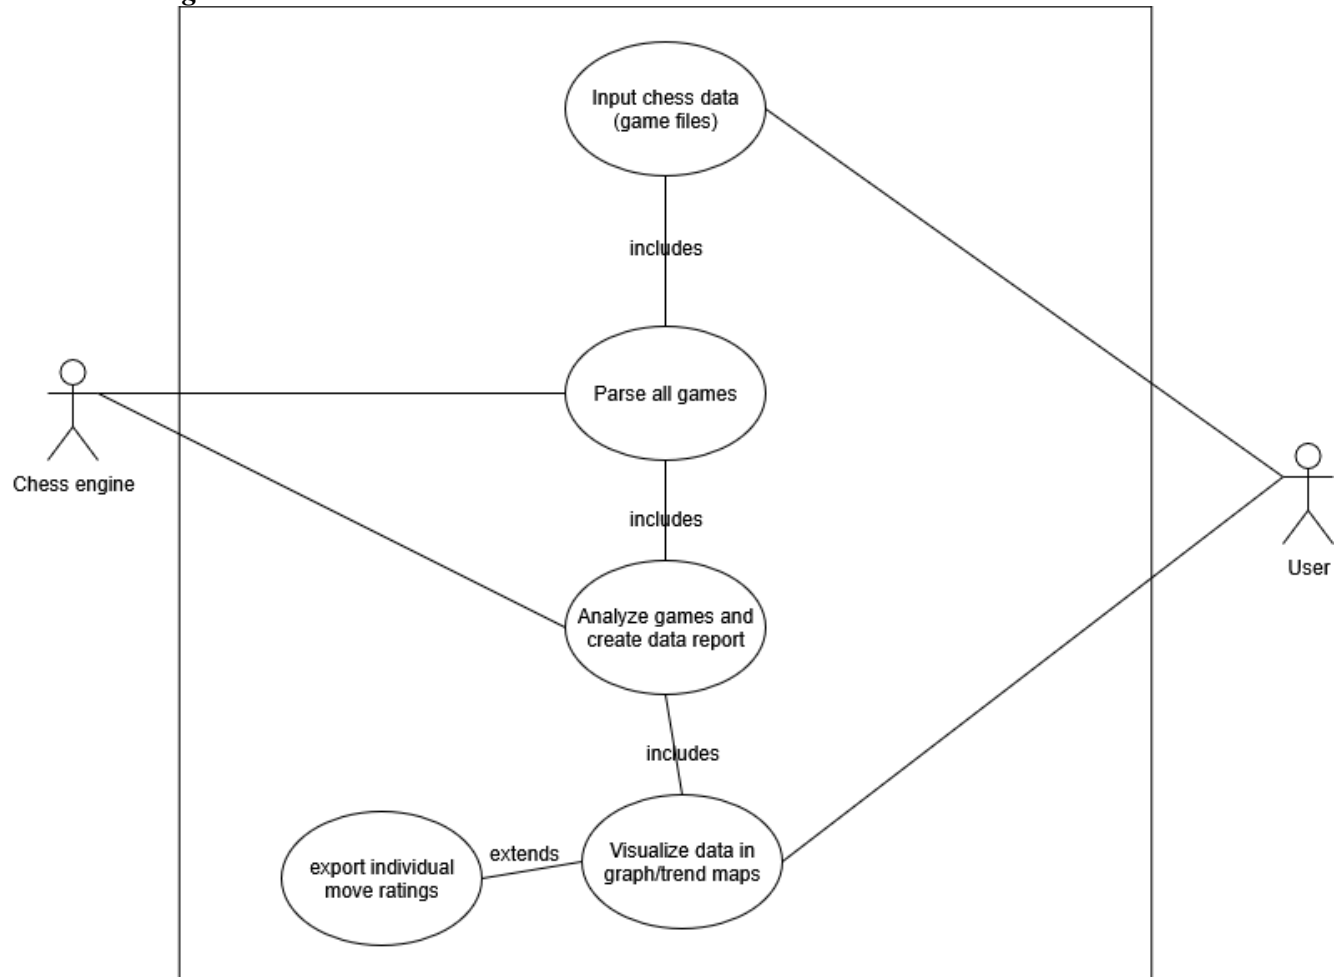 g
Input chess data
(game files)
includes
Parse all games
Chess engine
includes
User
Analyze games and
create data report
includes
Visualize data in
graph/trend maps
extends
export individual
move ratings